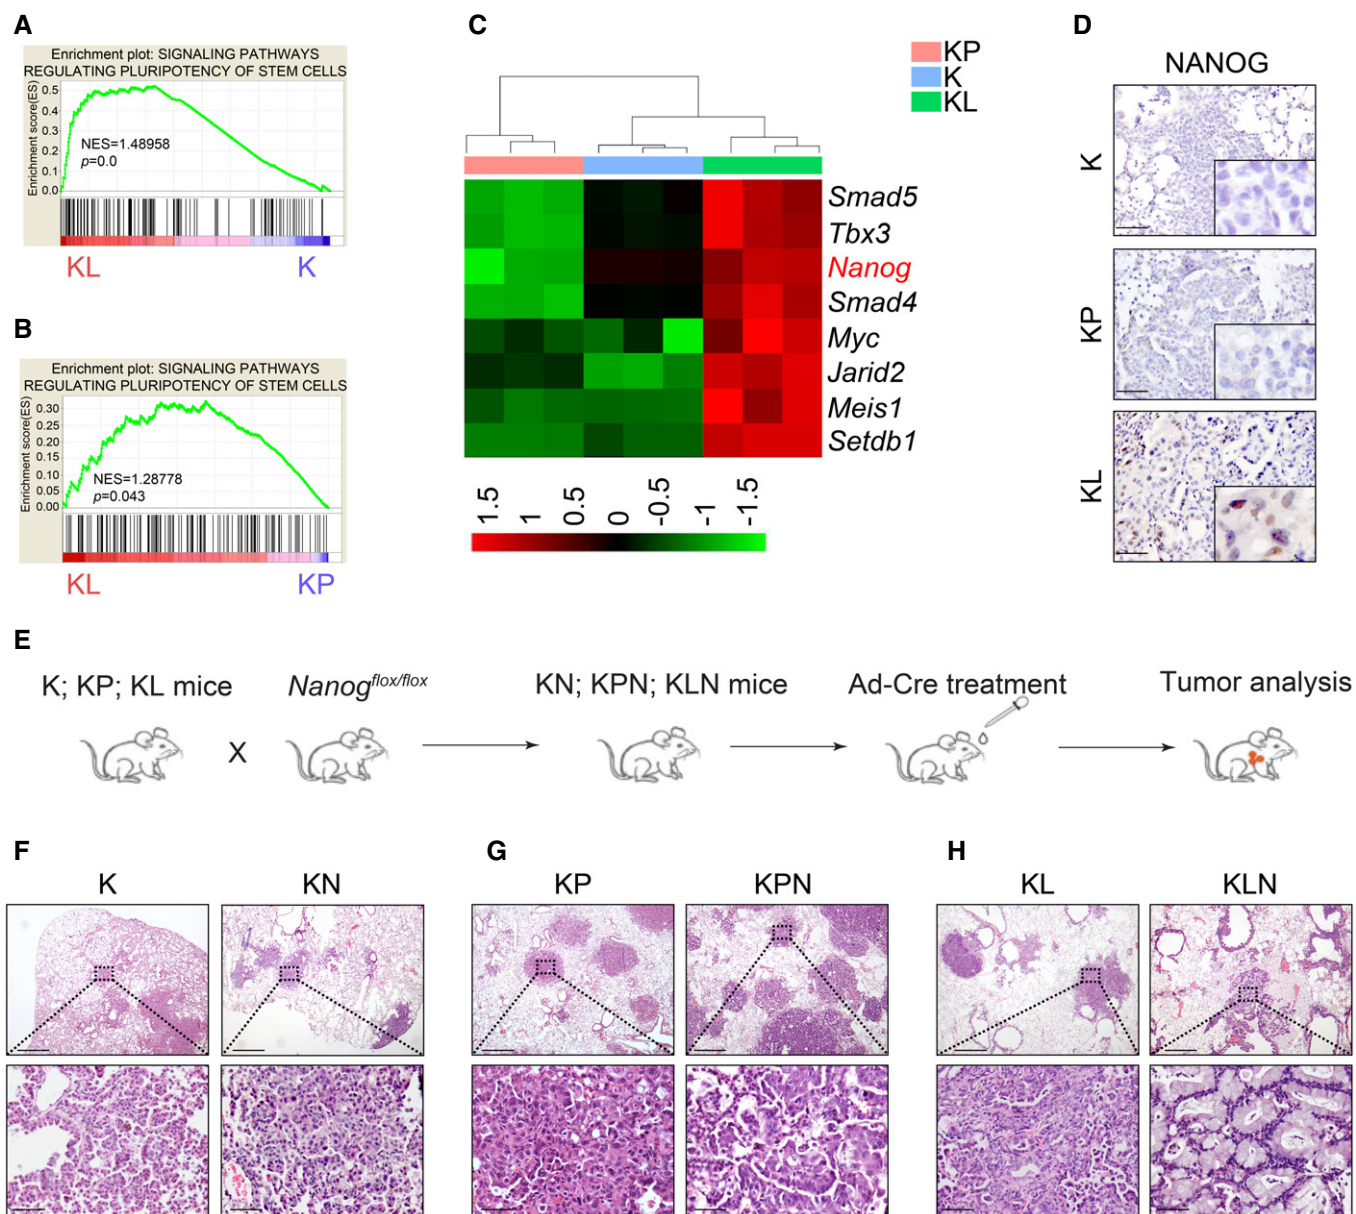 A
Enrichment plot: SIGNALING PATHWAYS
REGULATING PLURIPOTENCY OF STEM CELLS
Enrichment score(ES)
0.5
0.4
0.3
0.2
0.1
0.0
NES=1.48958
p=0.0
KL
K
B
Enrichment plot: SIGNALING PATHWAYS
REGULATING PLURIPOTENCY OF STEM CELLS
Enrichment score(ES)
0.30
0.25
0.20
0.15
0.10
0.05
0.00
NES=1.28778
p=0.043
KL
KP
C
KP
K
KL
Smad5
Tbx3
Nanog
Smad4
Myc
Jarid2
Meis1
Setdb1
1.5
1
0.5
0
-0.5
-1
-1.5
D
NANOG
K
KP
KL
E
K; KP; KL mice
X
Nanog^flox/flox
KN; KPN; KLN mice
Ad-Cre treatment
Tumor analysis
F
K
KN
G
KP
KPN
H
KL
KLN